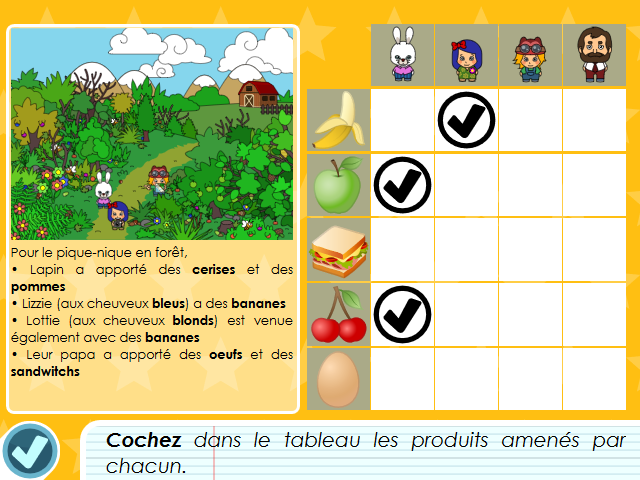 Pour le pique-nique en forêt,
• Lapin a apporté des cerises et des
pommes
• Lizzie (aux cheuveux bleus) a des bananes
• Lottie (aux cheuveux blonds) est venue
également avec des bananes
• Leur papa a apporté des oeufs et des
sandwitchs
Cochez dans le tableau les produits amenés par
chacun.